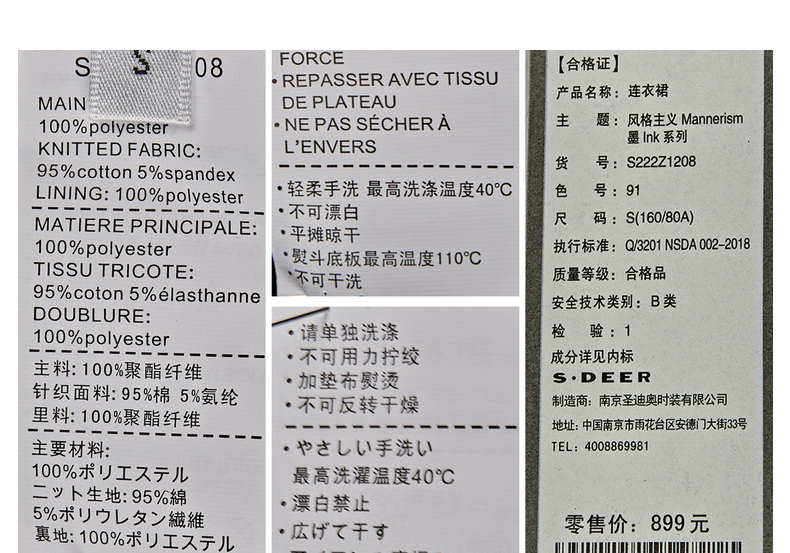 S
S 08
MAIN
100%polyester
KNITTED FABRIC:
95%cotton 5%spandex
LINING: 100%polyester
MATIERE PRINCIPALE:
100%polyester
TISSU TRICOTE:
95%coton 5%élasthanne
DOUBLURE:
100%polyester
主料: 100%聚酯纤维
针织面料: 95%棉 5%氨纶
里料: 100%聚酯纤维
主要材料:
100%ポリエステル
ニット生地: 95%綿
5%ポリウレタン繊維
裏地: 100%ポリエステル
FORCE
• REPASSER AVEC TISSU
DE PLATEAU
• NE PAS SÉCHER À
L'ENVERS
• 轻柔手洗 最高洗涤温度40℃
• 不可漂白
• 平摊晾干
• 熨斗底板最高温度110℃
• 不可干洗
• 请单独洗涤
• 不可用力拧绞
• 加垫布熨烫
• 不可反转干燥
• やさしい手洗い
最高洗濯温度40℃
• 漂白禁止
• 広げて干す
【合格证】
产品名称: 连衣裙
主 题: 风格主义 Mannerism
墨 Ink 系列
货 号: S222Z1208
色 号: 91
尺 码: S(160/80A)
执行标准: Q/3201 NSDA 002-2018
质量等级: 合格品
安全技术类别: B 类
检 验: 1
成分详见内标
S·DEER
制造商: 南京圣迪奥时装有限公司
地址: 中国南京市雨花台区安德门大街33号
TEL: 4008869981
零售价: 899元